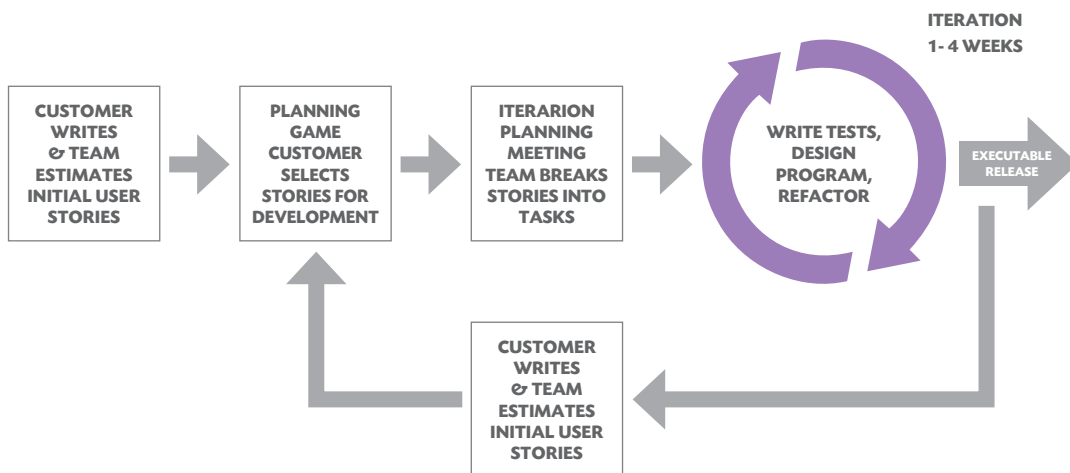 ITERATION
1- 4 WEEKS
CUSTOMER
WRITES
& TEAM
ESTIMATES
INITIAL USER
STORIES
PLANNING
GAME
CUSTOMER
SELECTS
STORIES FOR
DEVELOPMENT
ITERARION
PLANNING
MEETING
TEAM BREAKS
STORIES INTO
TASKS
WRITE TESTS,
DESIGN
PROGRAM,
REFACTOR
EXECUTABLE
RELEASE
CUSTOMER
WRITES
& TEAM
ESTIMATES
INITIAL USER
STORIES